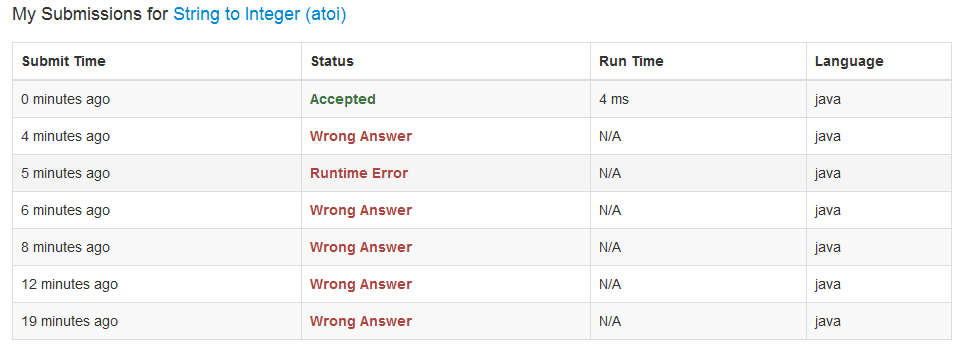 My Submissions for String to Integer (atoi)
Submit Time Status Run Time Language
0 minutes ago Accepted 4 ms java
4 minutes ago Wrong Answer N/A java
5 minutes ago Runtime Error N/A java
6 minutes ago Wrong Answer N/A java
8 minutes ago Wrong Answer N/A java
12 minutes ago Wrong Answer N/A java
19 minutes ago Wrong Answer N/A java